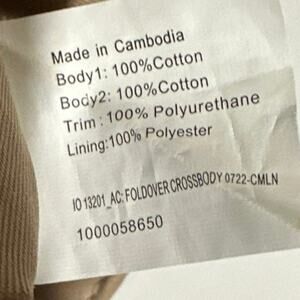 Made in Cambodia
Body1: 100%Cotton
Body2: 100%Cotton
Trim : 100% Polyurethane
Lining:100% Polyester
IO 13201_AC: FOLDOVER CROSSBODY 0722-CMLN
1000058650